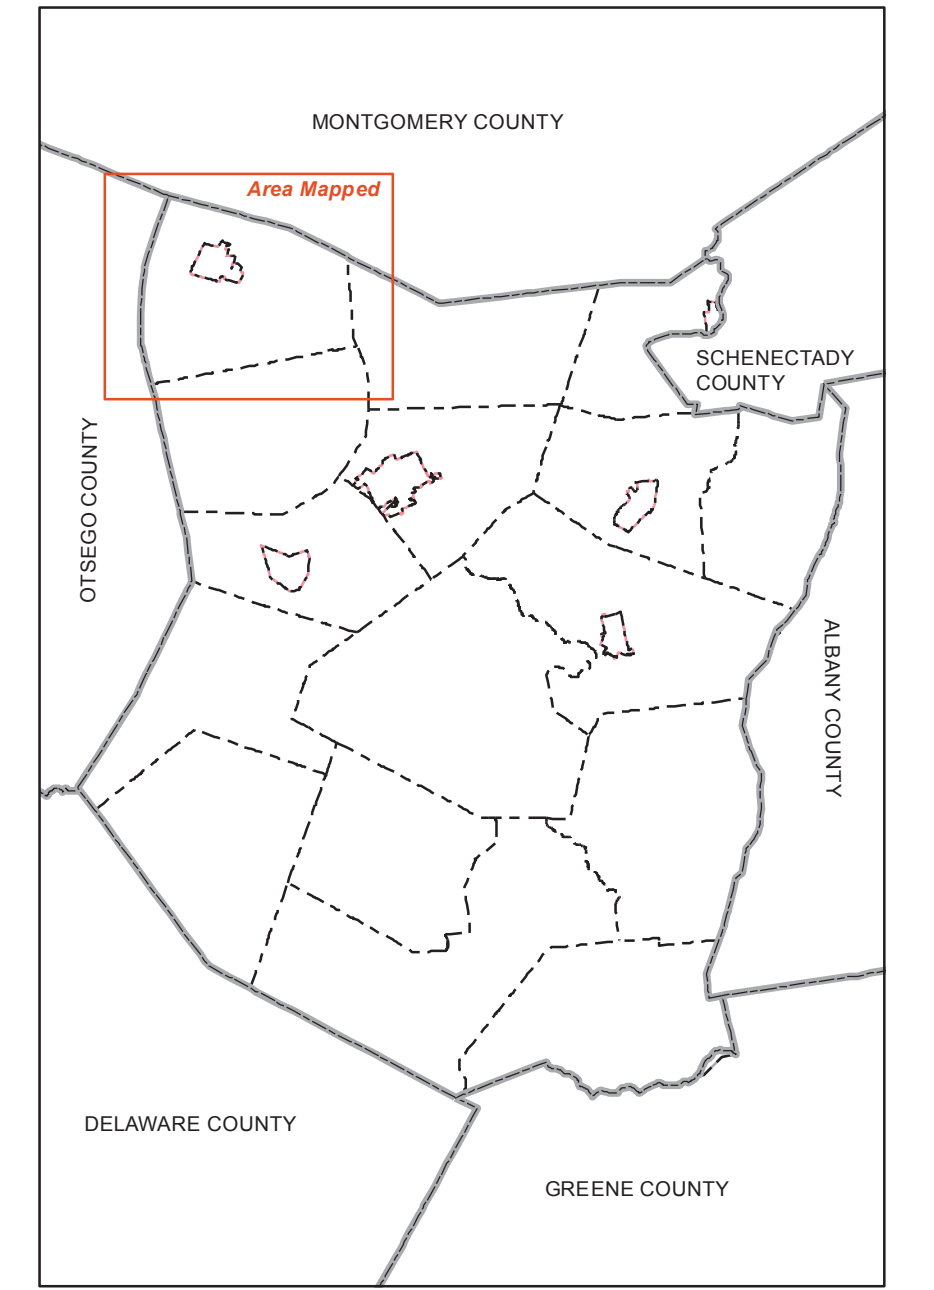 MONTGOMERY COUNTY
Area Mapped
SCHENECTADY
COUNTY
OTSEGO COUNTY
ALBANY COUNTY
DELAWARE COUNTY
GREENE COUNTY